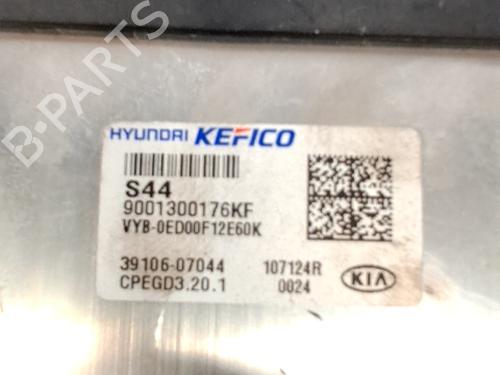 HYUNDAI KEFICO
S44
9001300176KF
VYB-0ED00F12E60K
39106-07044 107124R
CPEGD3.20.1 0024 KIA
B-PARTS